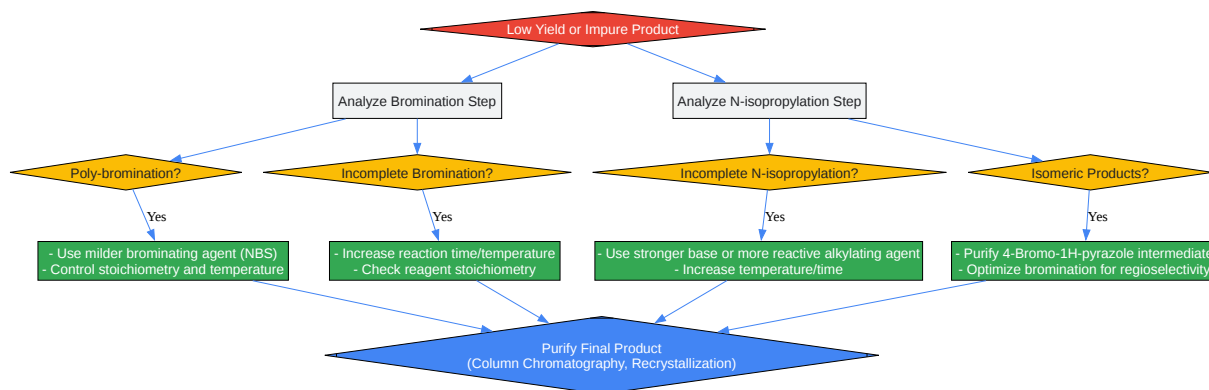 Low Yield or Impure Product
Analyze Bromination Step
Analyze N-isopropylation Step
Poly-bromination?
Incomplete Bromination?
Incomplete N-isopropylation?
Isomeric Products?
Yes
Yes
Yes
Yes
- Use milder brominating agent (NBS)
- Control stoichiometry and temperature
- Increase reaction time/temperature
- Check reagent stoichiometry
- Use stronger base or more reactive alkylating agent
- Increase temperature/time
- Purify 4-Bromo-1H-pyrazole intermediate
- Optimize bromination for regioselectivity
Purify Final Product
(Column Chromatography, Recrystallization)